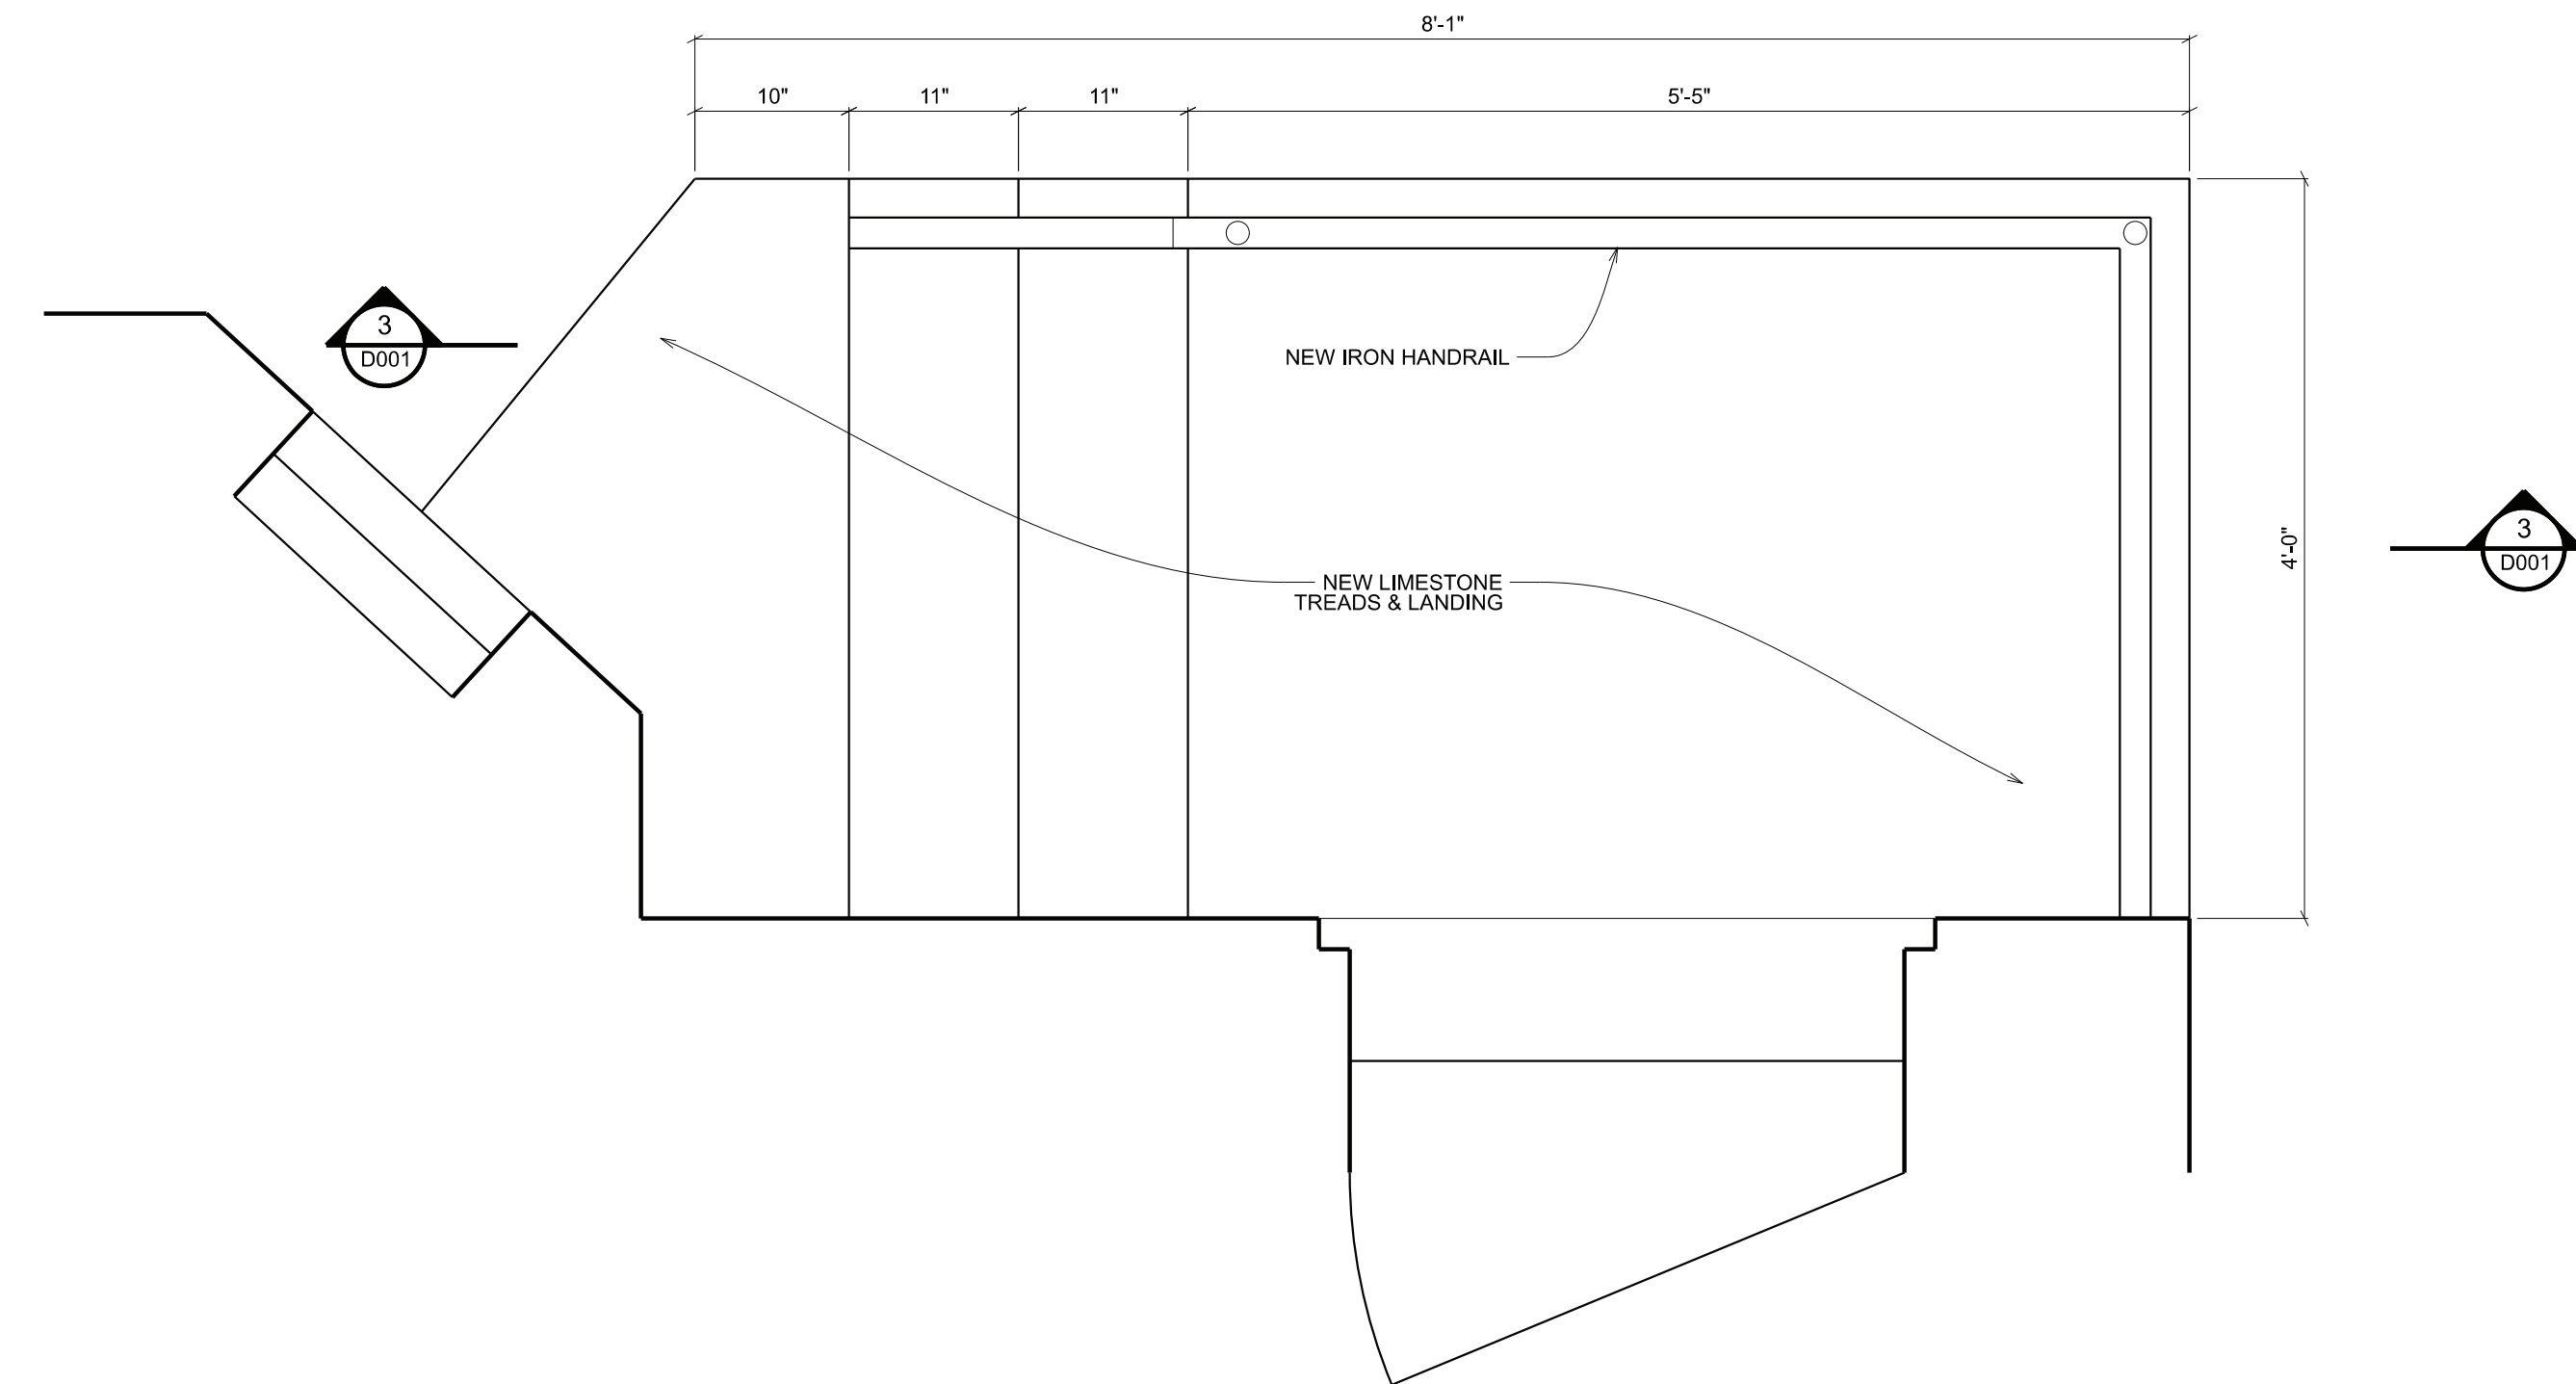 8'-1"
10" 11" 11" 5'-5"
3
D001
NEW IRON HANDRAIL
4'-0"
3
D001
NEW LIMESTONE
TREADS & LANDING